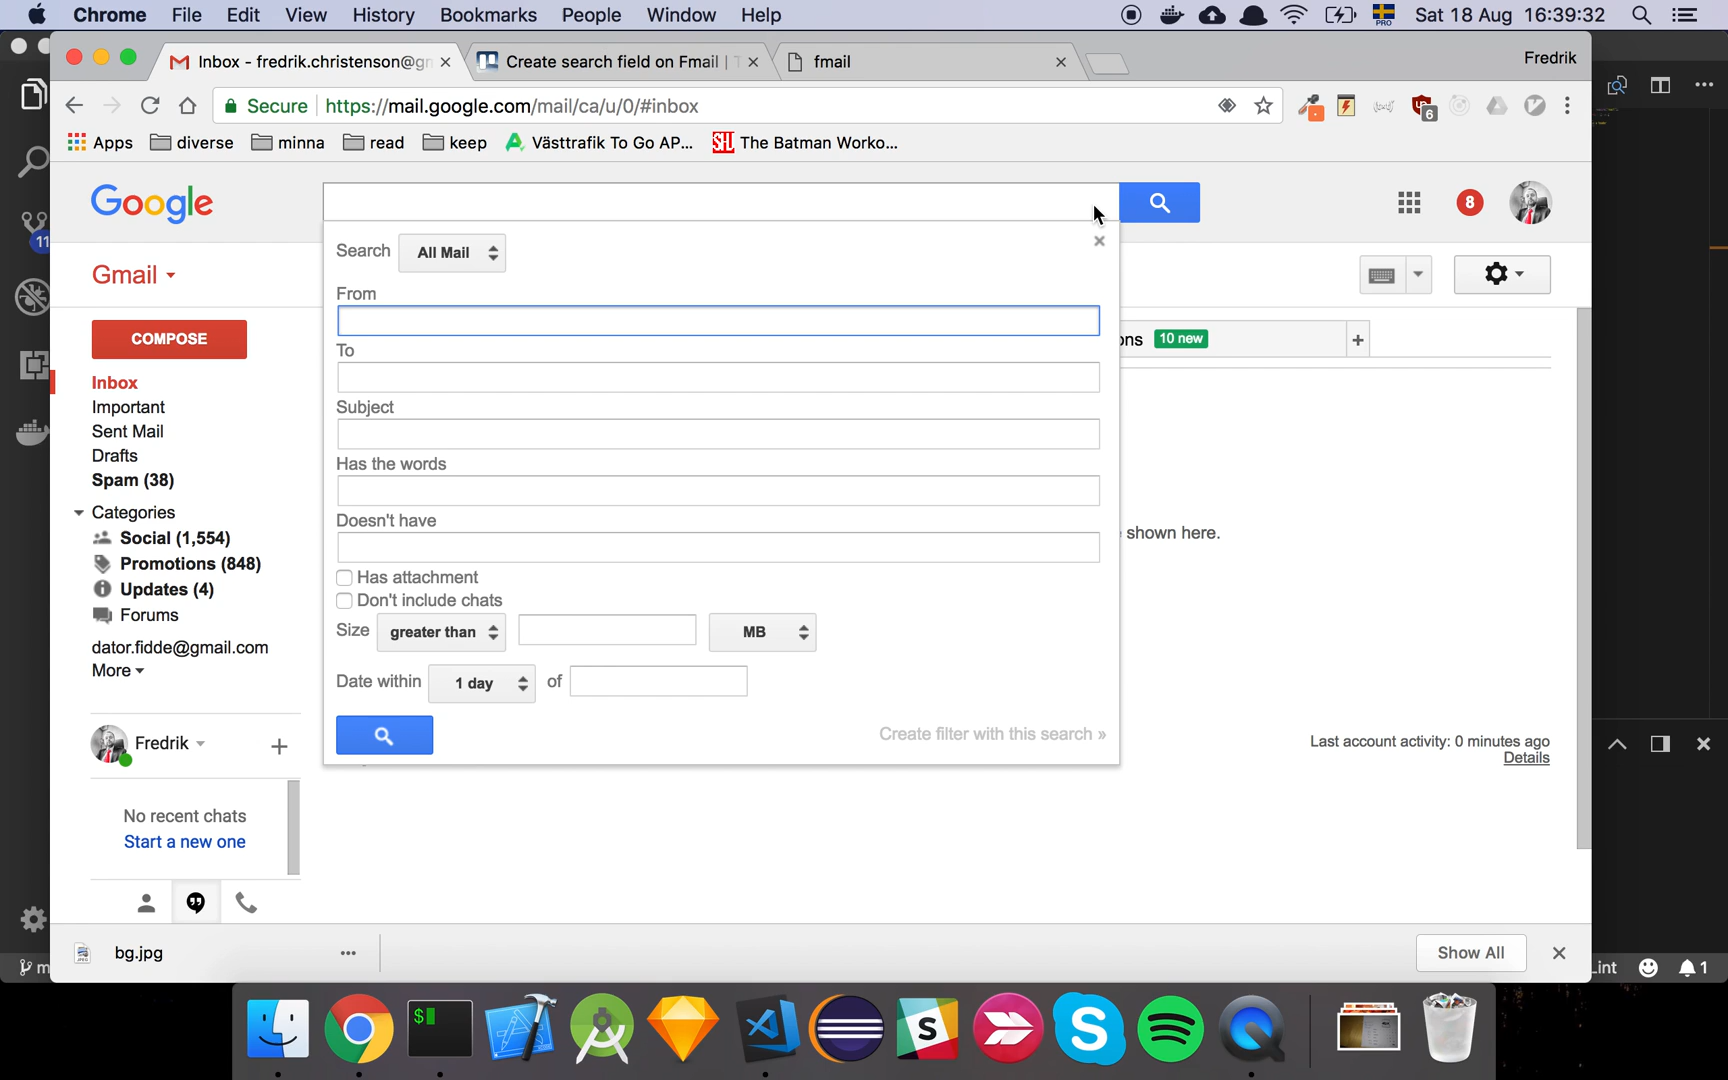 Chrome File Edit View History Bookmarks People Window Help PRO Sat 18 Aug 16:39:32
Inbox - fredrik.christenson@gm Create search field on Fmail | T fmail Fredrik
Secure https://mail.google.com/mail/ca/u/0/#inbox 6
Apps diverse minna read keep Västtrafik To Go AP... The Batman Worko...
Google 8
11
Search All Mail
Gmail
From
COMPOSE
ons 10 new
To
Inbox
Important
Subject
Sent Mail
Drafts
Has the words
Spam (38)
Categories
Doesn't have
Social (1,554)
shown here.
Promotions (848)
Has attachment
Updates (4)
Don't include chats
Forums
Size greater than MB
dator.fidde@gmail.com
More
Date within 1 day of
Fredrik
Create filter with this search »
Last account activity: 0 minutes ago
Details
No recent chats
Start a new one
bg.jpg
Show All
m
Lint 1
$
S
S